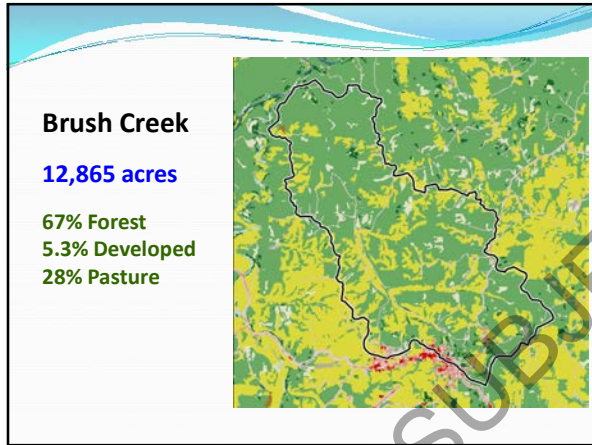 Brush Creek
12,865 acres
67% Forest
5.3% Developed
28% Pasture